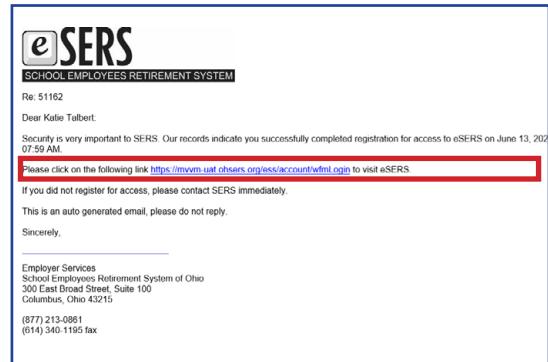 e SERS
SCHOOL EMPLOYEES RETIREMENT SYSTEM
Re: 51162
Dear Katie Talbert:
Security is very important to SERS. Our records indicate you successfully completed registration for access to eSERS on June 13, 202
07:59 AM.
Please click on the following link https://mvvm-uat.ohsers.org/ess/account/wfmLogin to visit eSERS.
If you did not register for access, please contact SERS immediately.
This is an auto generated email, please do not reply.
Sincerely,
Employer Services
School Employees Retirement System of Ohio
300 East Broad Street, Suite 100
Columbus, Ohio 43215
(877) 213-0861
(614) 340-1195 fax